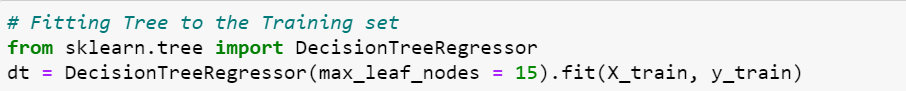 # Fitting Tree to the Training set
from sklearn.tree import DecisionTreeRegressor
dt = DecisionTreeRegressor(max_leaf_nodes = 15).fit(X_train, y_train)